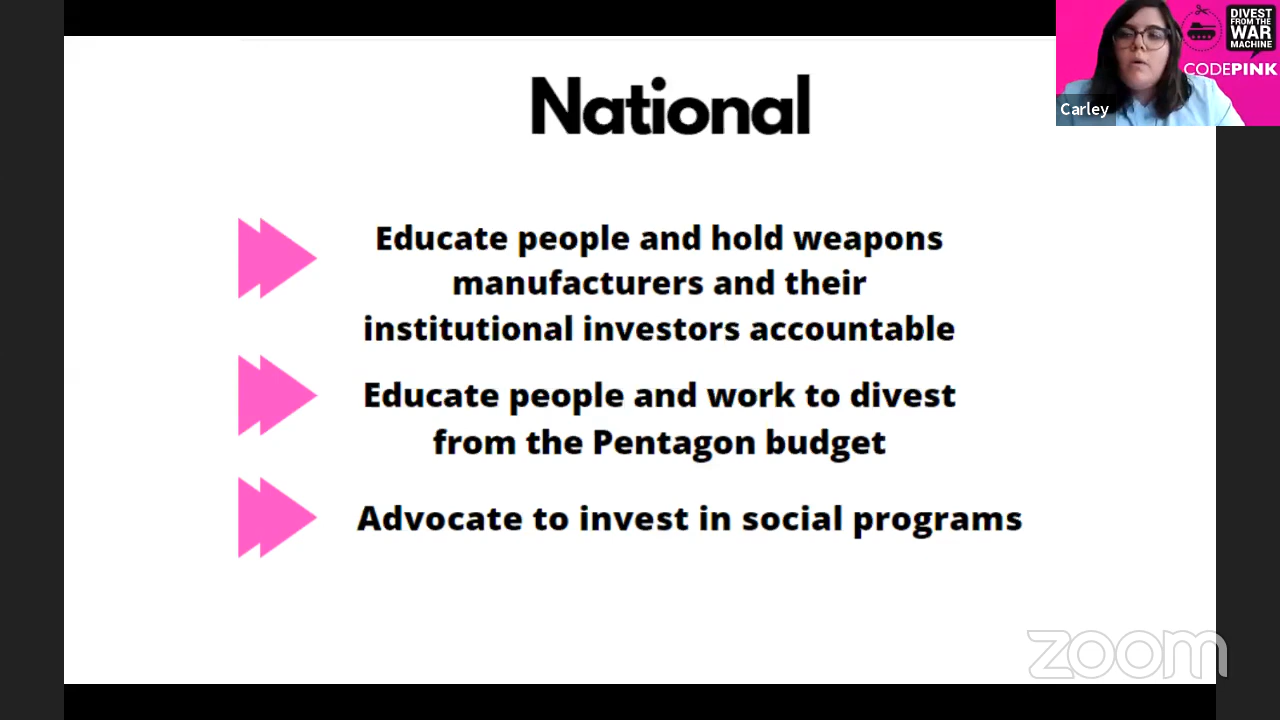 National
Educate people and hold weapons
manufacturers and their
institutional investors accountable
Educate people and work to divest
from the Pentagon budget
Advocate to invest in social programs
DIVEST
FROM THE
WAR
MACHINE
CODEPINK
Carley
zoom